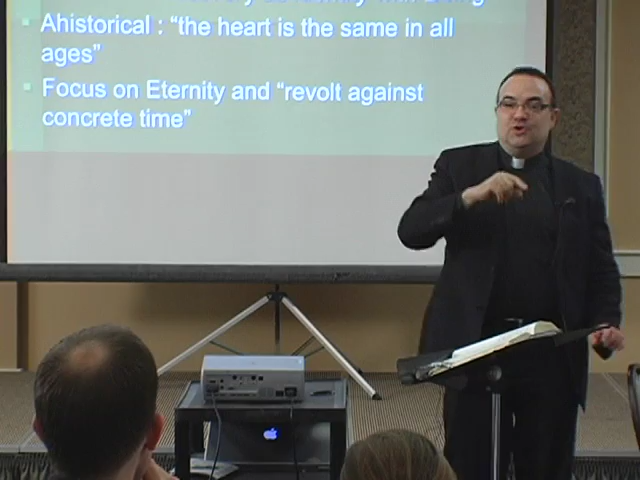 Ahistorical : “the heart is the same in all
ages”
Focus on Eternity and “revolt against
concrete time”